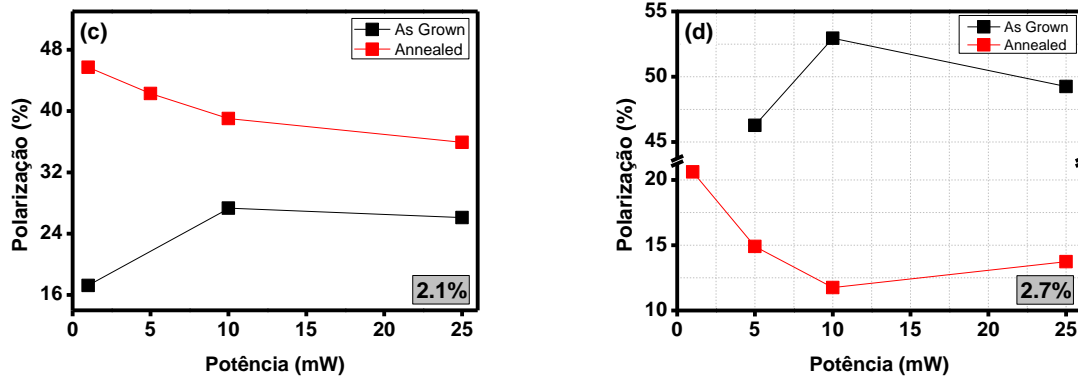 (c)
As Grown
Annealed
Polarização (%)
48
40
32
24
16
2.1%
0 5 10 15 20 25
Potência (mW)
(d)
As Grown
Annealed
Polarização (%)
55
50
45
20
15
10
2.7%
0 5 10 15 20 25
Potência (mW)